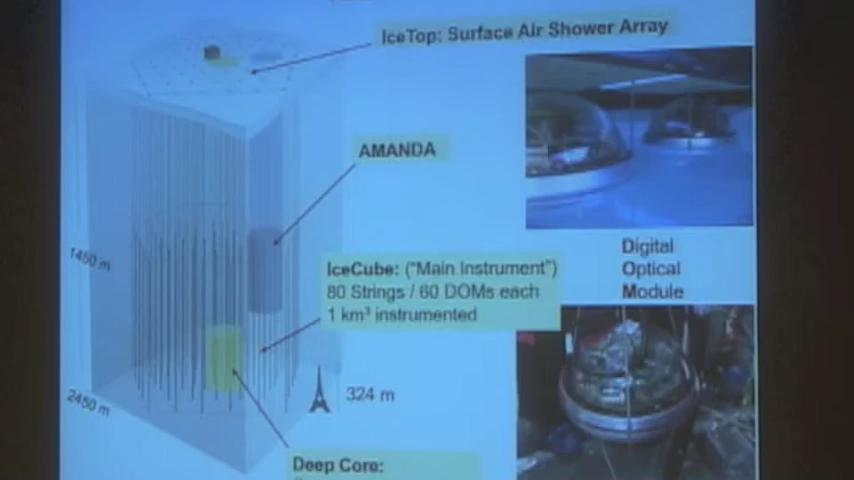 IceTop: Surface Air Shower Array
AMANDA
1450 m
IceCube: ("Main Instrument")
80 Strings / 60 DOMs each
1 km³ instrumented
Digital
Optical
Module
324 m
2450 m
Deep Core: